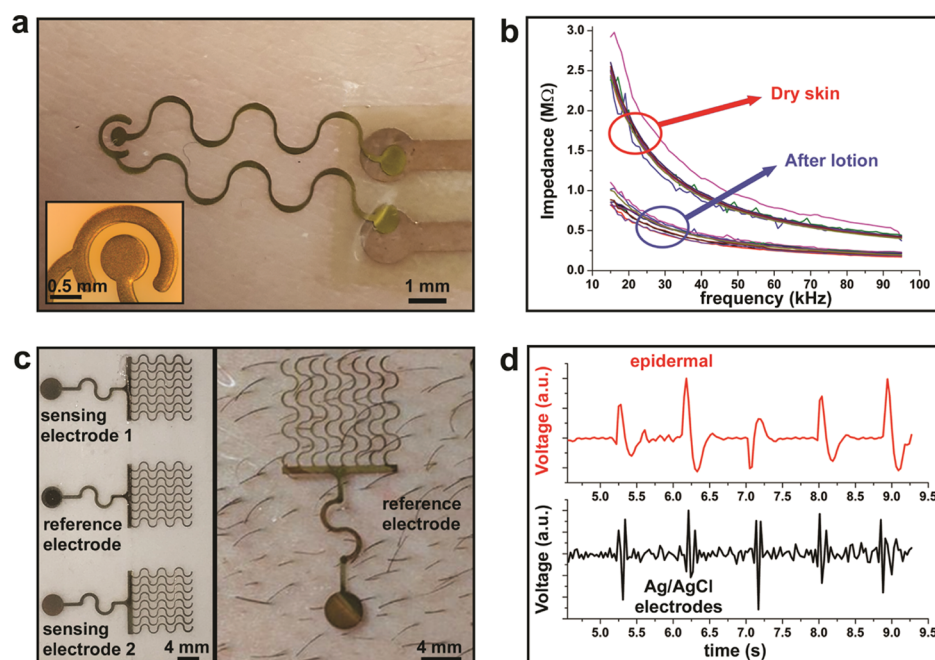 a
0.5 mm
1 mm
b
Impedance (MΩ)
3.0
2.5
2.0
1.5
1.0
0.5
0.0
Dry skin
After lotion
10 20 30 40 50 60 70 80 90 100
frequency (kHz)
c
sensing
electrode 1
reference
electrode
sensing
electrode 2
4 mm
reference
electrode
4 mm
d
epidermal
Voltage (a.u.)
5.0 5.5 6.0 6.5 7.0 7.5 8.0 8.5 9.0 9.5
Voltage (a.u.)
Ag/AgCl
electrodes
5.0 5.5 6.0 6.5 7.0 7.5 8.0 8.5 9.0 9.5
time (s)